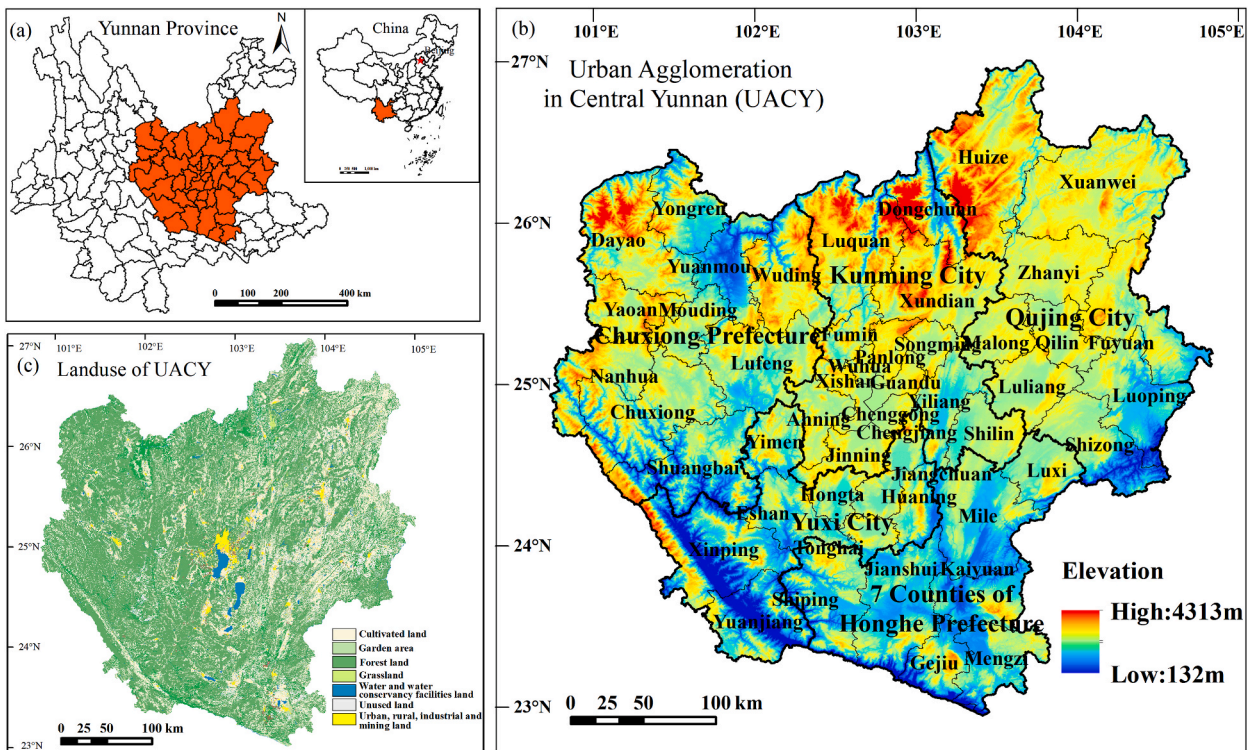 (a)
Yunnan Province
N
China
Beijing
0 50 100 200 400 km
(b)
101°E 102°E 103°E 104°E 105°E
27°N
26°N
25°N
24°N
23°N
Urban Agglomeration
in Central Yunnan (UACY)
Huize
Xuanwei
Yongren
Dongchuan
Dayao
Luquan
Yuanmou
Wuding
Kunming City
Zhanyi
Yaoan
Mouding
Xundian
Qujing City
Chuxiong Prefecture
Fumin
Songming
Malong
Qilin
Fuyuan
Panlong
Wuhua
Lufeng
Nanhua
Xishan
Guandu
Luliang
Luoping
Yiliang
Chuxiong
Anning
Chenggong
Chengjiang
Shilin
Yimen
Jinning
Shizong
Shuangbai
Jiangchuan
Luxi
Hongta
Huaning
Eshan
Yuxi City
Mile
Xinping
Tonghai
Jianshui
Kaiyuan
7 Counties of
Honghe Prefecture
Shiping
Yuanjiang
Gejiu
Mengzi
Elevation
High:4313m
Low:132m
0 25 50 100 km
(c)
Landuse of UACY
101°E 102°E 103°E 104°E 105°E
27°N
26°N
25°N
24°N
23°N
Cultivated land
Garden area
Forest land
Grassland
Water and water
conservancy facilities land
Unused land
Urban, rural, industrial and
mining land
0 25 50 100 km